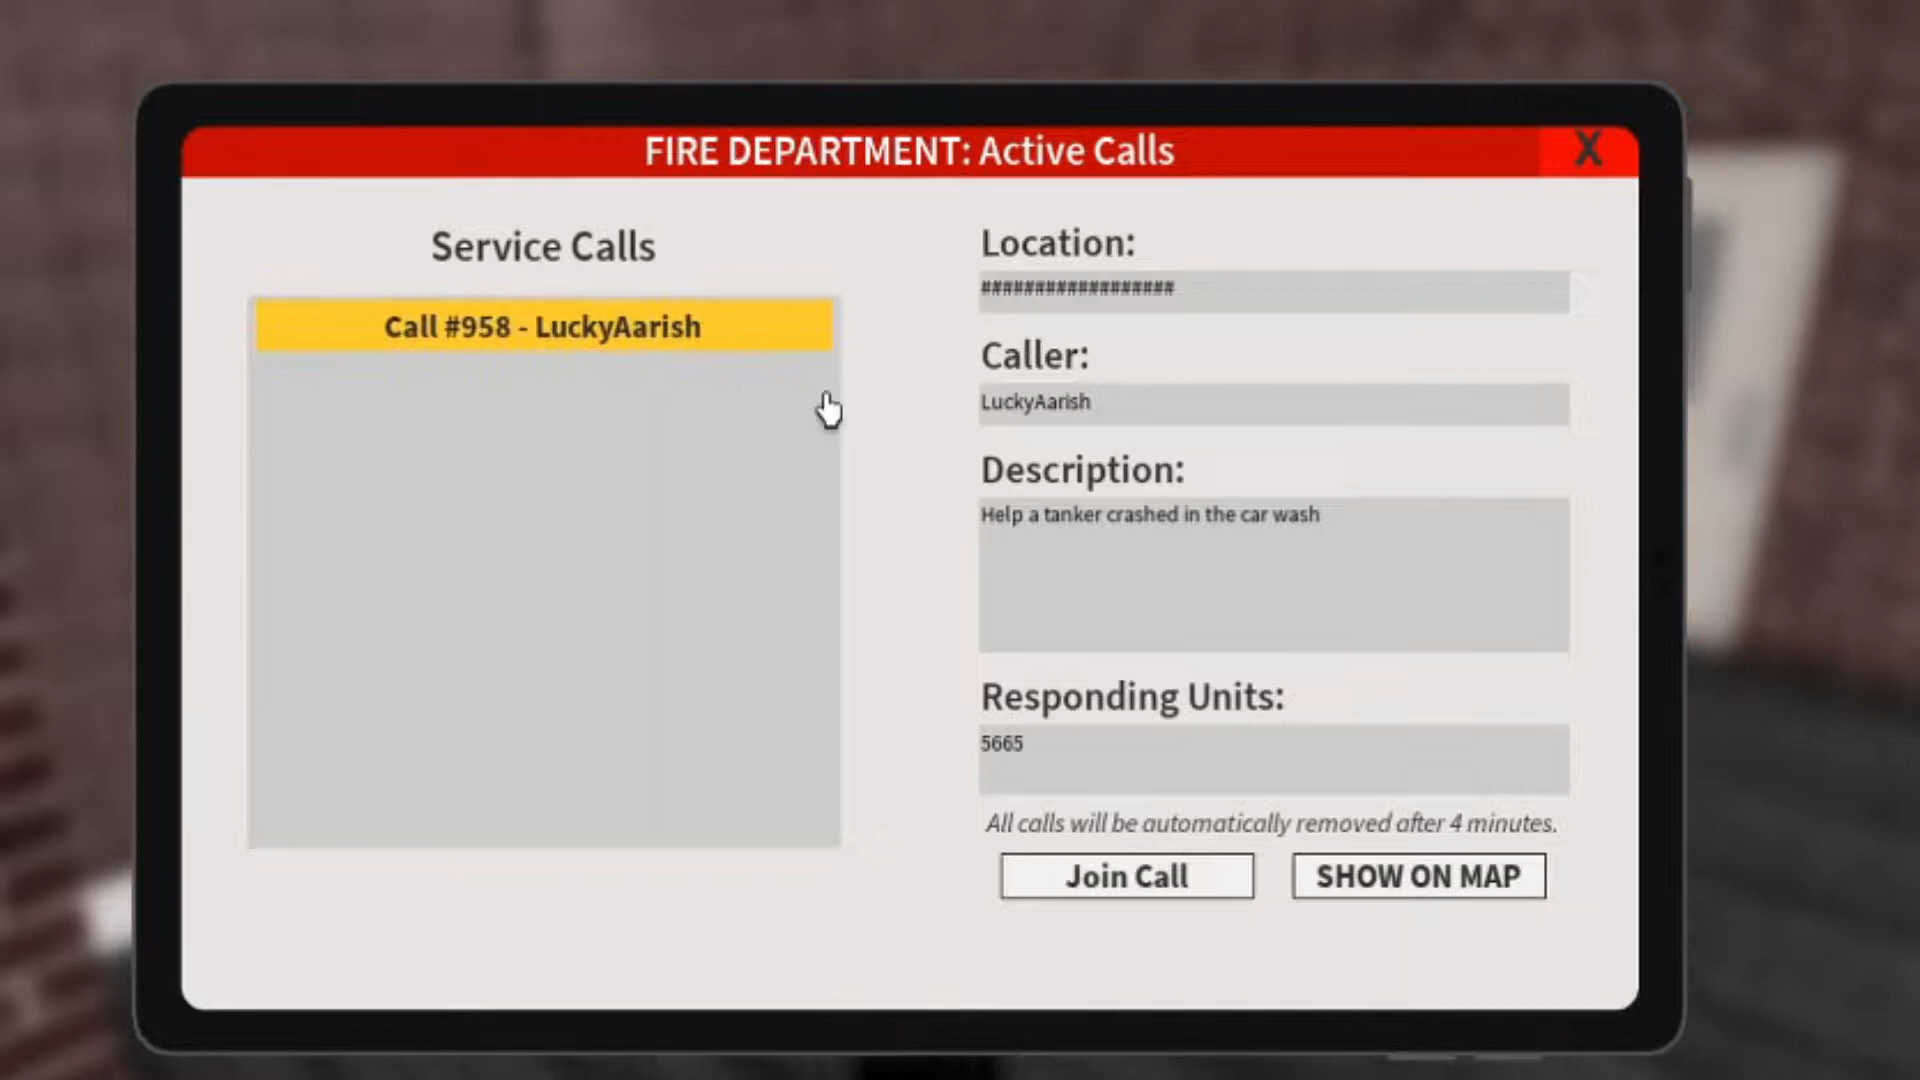 FIRE DEPARTMENT: Active Calls
X
Service Calls
Call #958 - LuckyAarish
Location:
##################
Caller:
LuckyAarish
Description:
Help a tanker crashed in the car wash
Responding Units:
5665
All calls will be automatically removed after 4 minutes.
Join Call
SHOW ON MAP